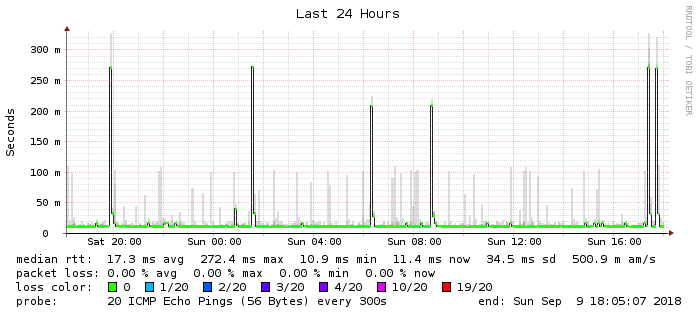 Last 24 Hours
RRDTOOL / TOBI OETIKER
Seconds
300 m
250 m
200 m
150 m
100 m
50 m
0
Sat 20:00 Sun 00:00 Sun 04:00 Sun 08:00 Sun 12:00 Sun 16:00
median rtt: 17.3 ms avg 272.4 ms max 10.9 ms min 11.4 ms now 34.5 ms sd 500.9 m am/s
packet loss: 0.00 % avg 0.00 % max 0.00 % min 0.00 % now
loss color: 0 1/20 2/20 3/20 4/20 10/20 19/20
probe: 20 ICMP Echo Pings (56 Bytes) every 300s end: Sun Sep 9 18:05:07 2018